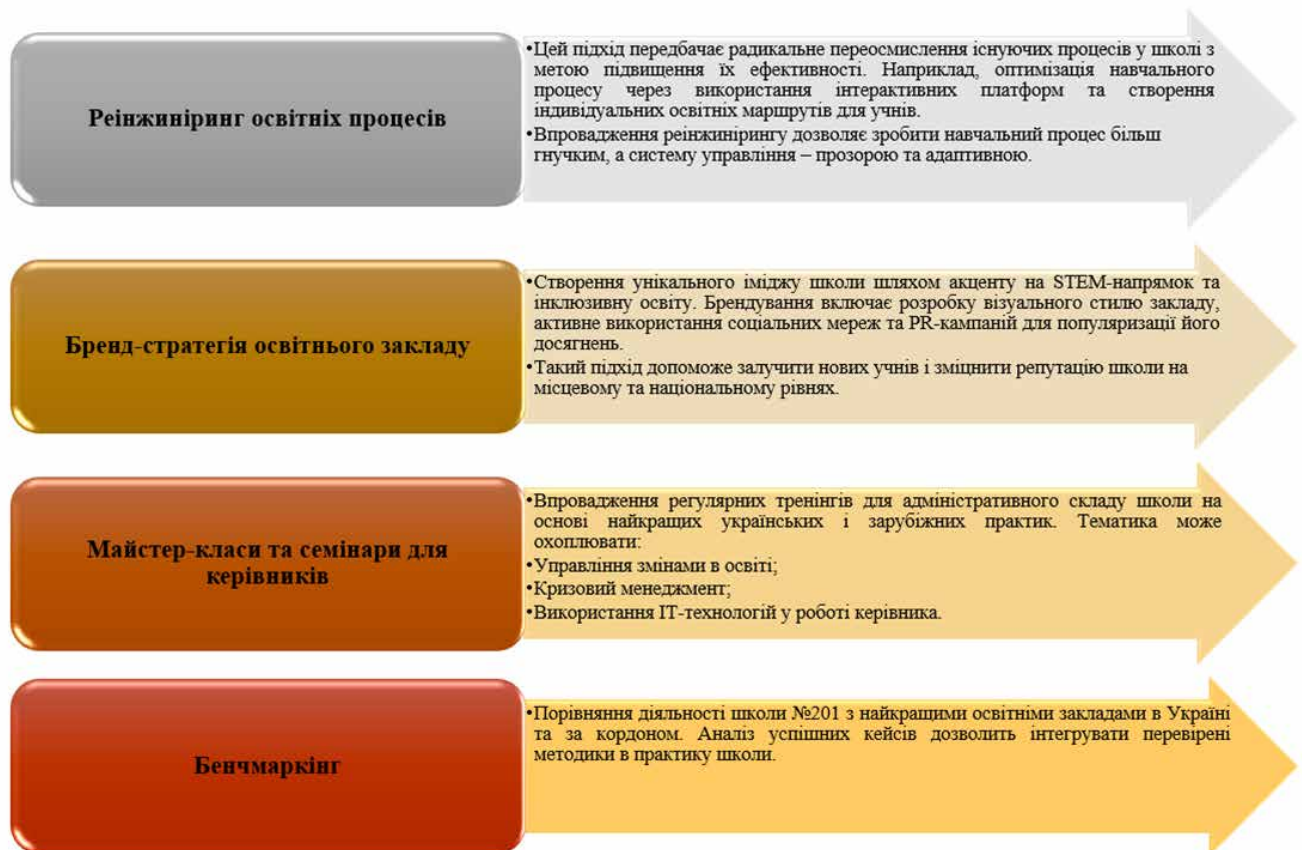 Реінжиніринг освітніх процесів
•Цей підхід передбачає радикальне переосмислення існуючих процесів у школі з
метою підвищення їх ефективності. Наприклад, оптимізація навчального
процесу через використання інтерактивних платформ та створення
індивідуальних освітніх маршрутів для учнів.
•Впровадження реінжинірингу дозволяє зробити навчальний процес більш
гнучким, а систему управління – прозорою та адаптивною.
Бренд-стратегія освітнього закладу
•Створення унікального іміджу школи шляхом акценту на STEM-напрямок та
інклюзивну освіту. Брендування включає розробку візуального стилю закладу,
активне використання соціальних мереж та PR-кампаній для популяризації його
досягнень.
•Такий підхід допоможе залучити нових учнів і зміцнити репутацію школи на
місцевому та національному рівнях.
Майстер-класи та семінари для
керівників
•Впровадження регулярних тренінгів для адміністративного складу школи на
основі найкращих українських і зарубіжних практик. Тематика може
охоплювати:
•Управління змінами в освіті;
•Кризовий менеджмент;
•Використання ІТ-технологій у роботі керівника.
Бенчмаркінг
•Порівняння діяльності школи №201 з найкращими освітніми закладами в Україні
та за кордоном. Аналіз успішних кейсів дозволить інтегрувати перевірені
методики в практику школи.